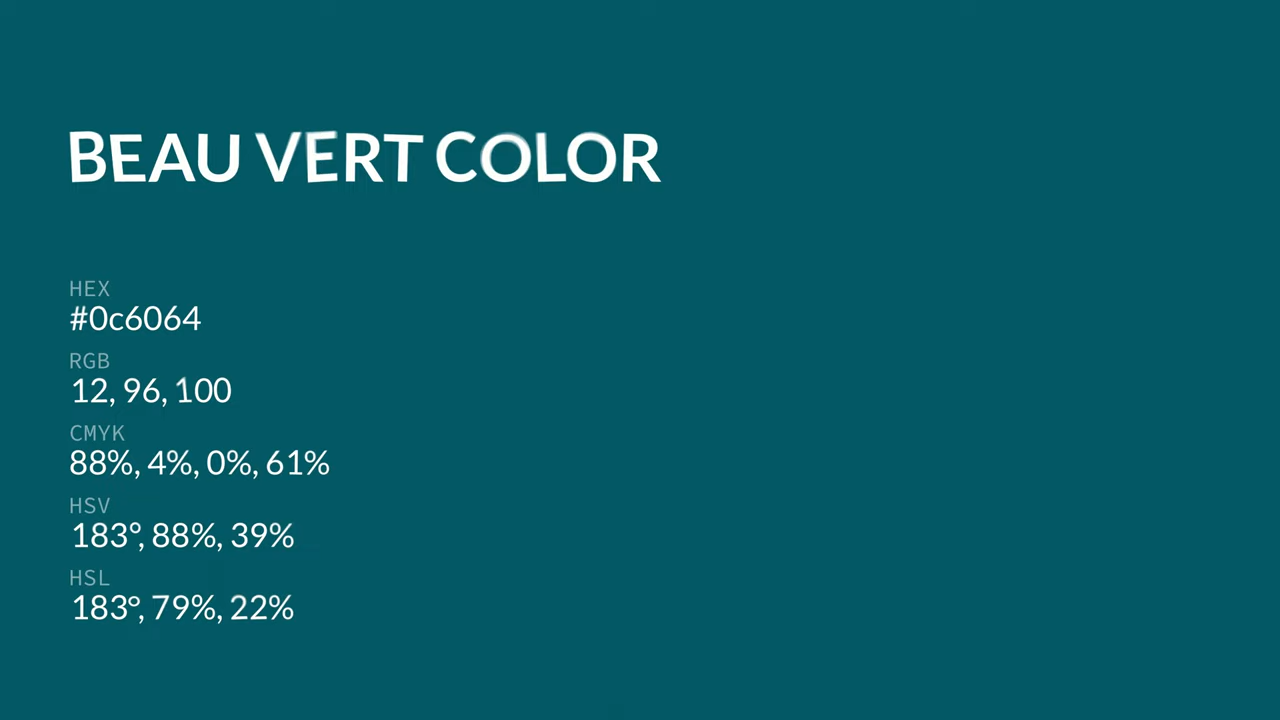 BEAU VERT COLOR
HEX
#0c6064
RGB
12, 96, 100
CMYK
88%, 4%, 0%, 61%
HSV
183°, 88%, 39%
HSL
183°, 79%, 22%